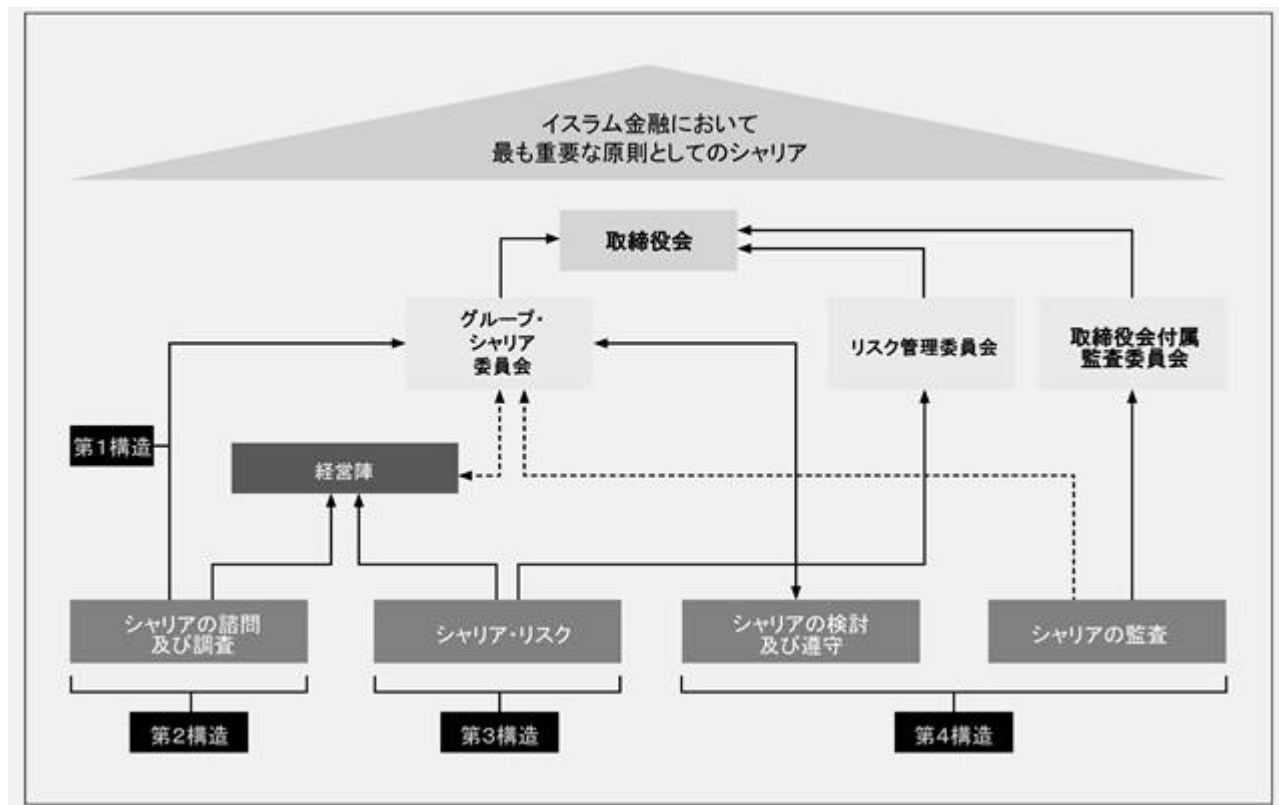 イスラム金融において
最も重要な原則としてのシャリア
取締役会
グループ・
シャリア
委員会
リスク管理委員会
取締役会付属
監査委員会
第1構造
経営陣
シャリアの諮問
及び調査
シャリア・リスク
シャリアの検討
及び遵守
シャリアの監査
第2構造
第3構造
第4構造